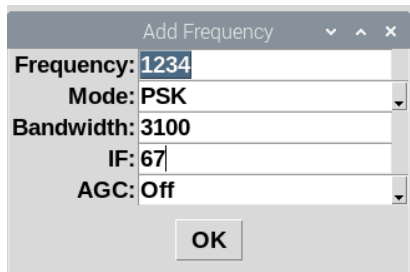 Add Frequency
Frequency: 1234
Mode: PSK
Bandwidth: 3100
IF: 67
AGC: Off
OK